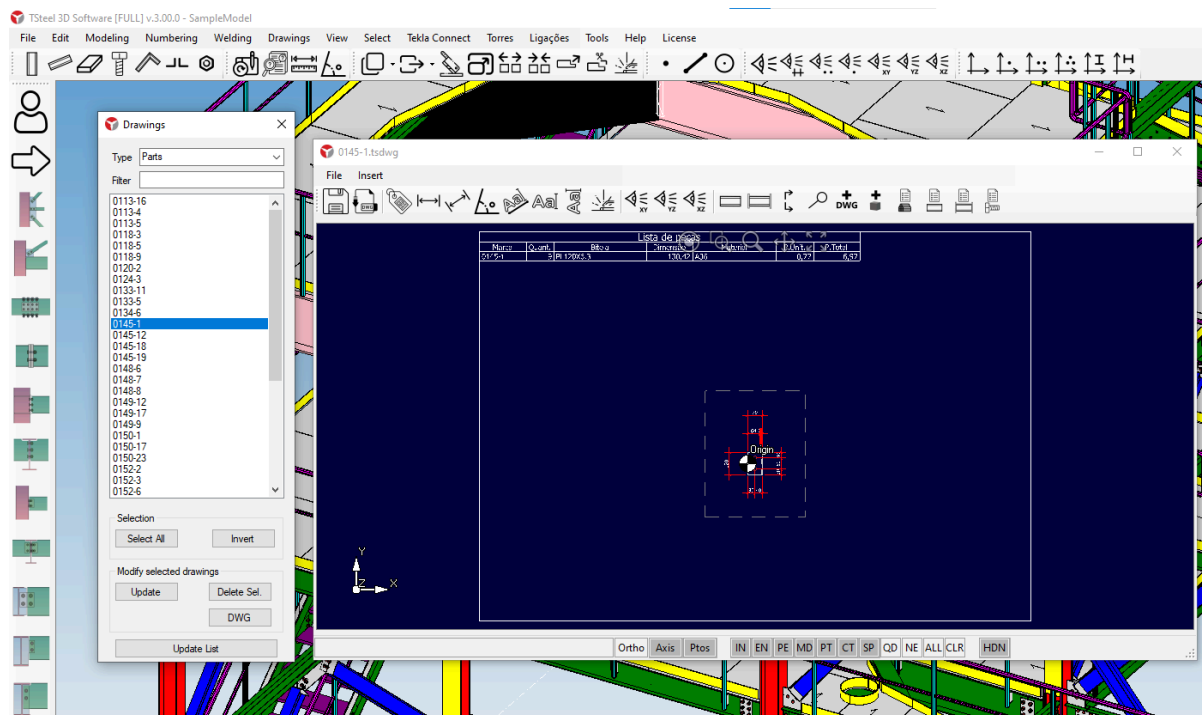 TSteel 3D Software [FULL] v.3.00.0 - SampleModel
File Edit Modeling Numbering Welding Drawings View Select Tekla Connect Torres Ligações Tools Help License
Drawings
Type Parts
Filter
0113-16
0113-4
0113-5
0118-3
0118-5
0118-9
0120-2
0124-3
0133-11
0133-5
0134-6
0145-1
0145-12
0145-18
0145-19
0148-6
0148-7
0148-8
0149-12
0149-17
0149-9
0150-1
0150-17
0150-23
0152-2
0152-3
0152-6
Selection
Select All Invert
Modify selected drawings
Update Delete Sel.
DWG
Update List
0145-1.tsdwg
File Insert
DWG
Lista de peças
Marca Quant. Bitola Dimensão Material P.Unit. P.Total
0145-1 A36 0,77 6,97
Origin
Y
Z X
Ortho Axis Ptos IN EN PE MD PT CT SP QD NE ALL CLR HDN